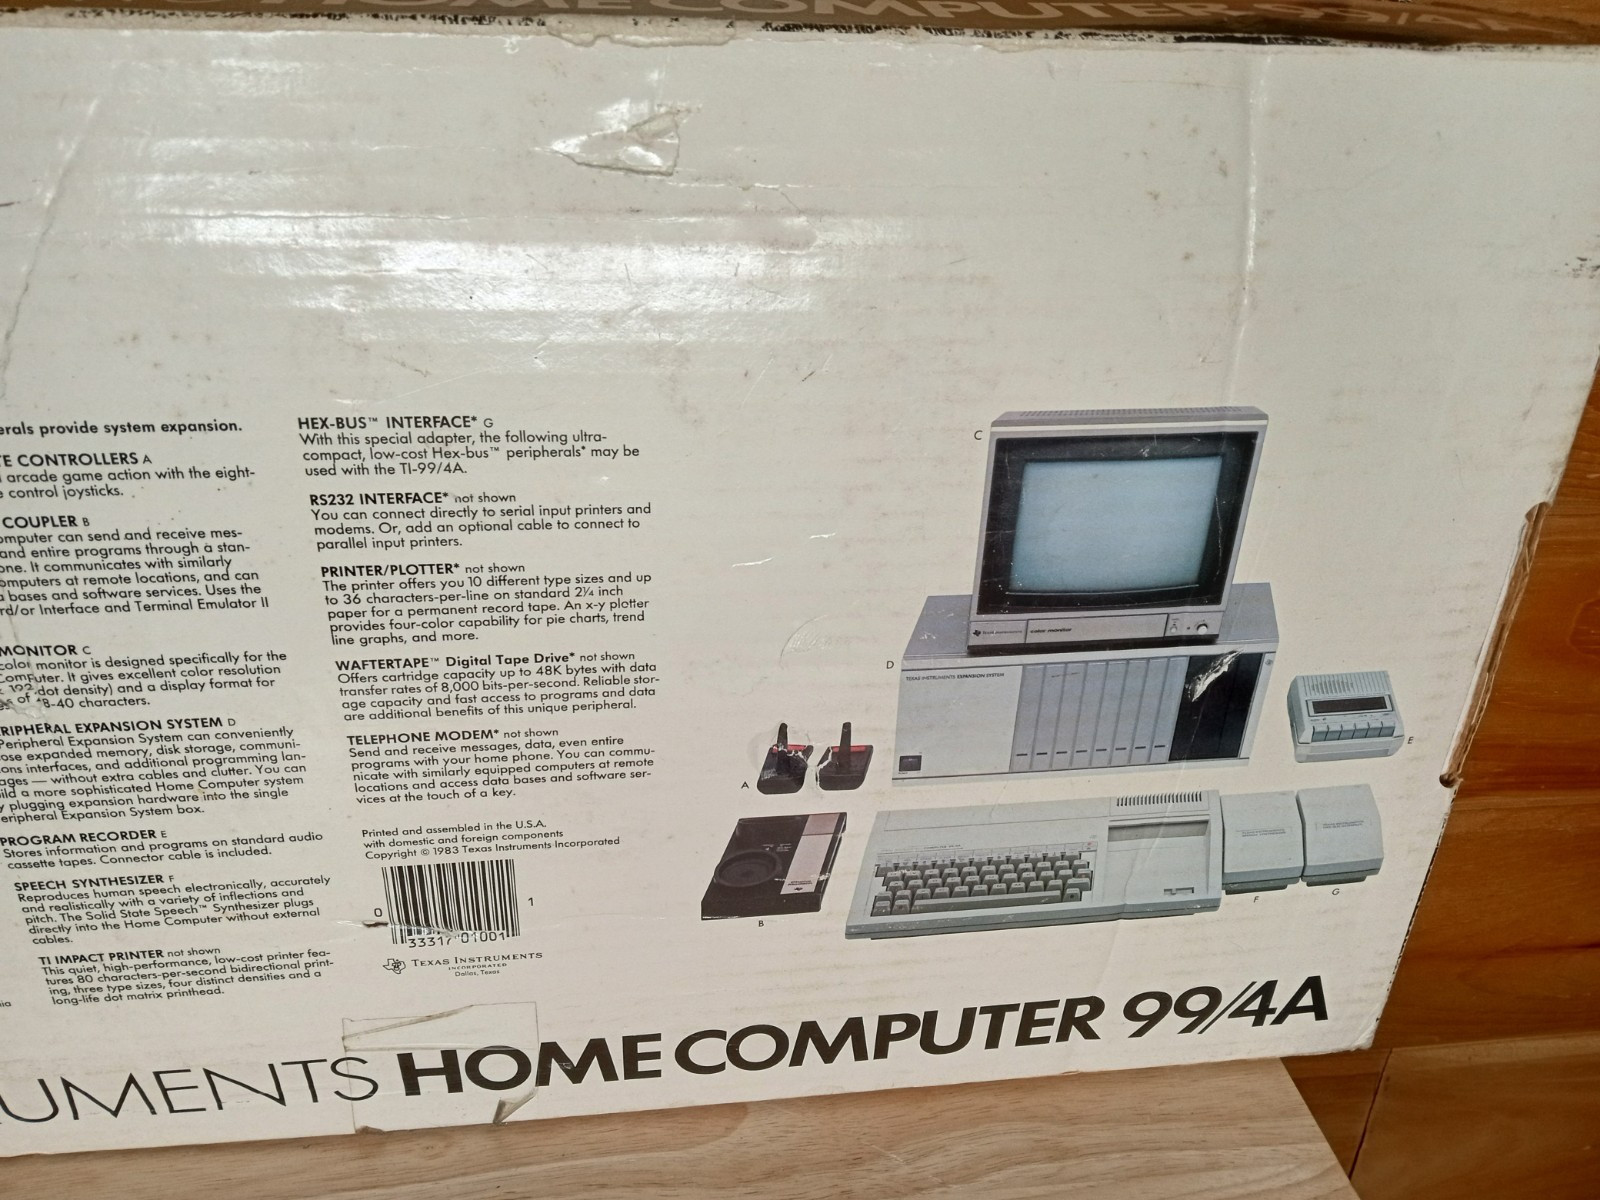 HOME COMPUTER 99/4A
erals provide system expansion.
TE CONTROLLERS A
arcade game action with the eight-
control joysticks.
COUPLER B
omputer can send and receive mes-
and entire programs through a stan-
one. It communicates with similarly
omputers at remote locations, and can
bases and software services. Uses the
rd/or Interface and Terminal Emulator II
MONITOR C
color monitor is designed specifically for the
Computer. It gives excellent color resolution
192 dot density) and a display format for
of 8-40 characters.
RIPHERAL EXPANSION SYSTEM D
Peripheral Expansion System can conveniently
ose expanded memory, disk storage, communi-
ons interfaces, and additional programming lan-
ages — without extra cables and clutter. You can
ild a more sophisticated Home Computer system
y plugging expansion hardware into the single
eripheral Expansion System box.
PROGRAM RECORDER E
Stores information and programs on standard audio
cassette tapes. Connector cable is included.
SPEECH SYNTHESIZER F
Reproduces human speech electronically, accurately
and realistically with a variety of inflections and
pitch. The Solid State Speech™ Synthesizer plugs
directly into the Home Computer without external
cables.
TI IMPACT PRINTER not shown
This quiet, high-performance, low-cost printer fea-
tures 80 characters-per-second bidirectional print-
ing, three type sizes, four distinct densities and a
long-life dot matrix printhead.
HEX-BUS™ INTERFACE* G
With this special adapter, the following ultra-
compact, low-cost Hex-bus™ peripherals* may be
used with the TI-99/4A.
RS232 INTERFACE* not shown
You can connect directly to serial input printers and
modems. Or, add an optional cable to connect to
parallel input printers.
PRINTER/PLOTTER* not shown
The printer offers you 10 different type sizes and up
to 36 characters-per-line on standard 2¼ inch
paper for a permanent record tape. An x-y plotter
provides four-color capability for pie charts, trend
line graphs, and more.
WAFTERTAPE™ Digital Tape Drive* not shown
Offers cartridge capacity up to 48K bytes with data
transfer rates of 8,000 bits-per-second. Reliable stor-
age capacity and fast access to programs and data
are additional benefits of this unique peripheral.
TELEPHONE MODEM* not shown
Send and receive messages, data, even entire
programs with your home phone. You can commu-
nicate with similarly equipped computers at remote
locations and access data bases and software ser-
vices at the touch of a key.
Printed and assembled in the U.S.A.
with domestic and foreign components
Copyright © 1983 Texas Instruments Incorporated
0 33317 01001 1
TEXAS INSTRUMENTS
INCORPORATED
Dallas, Texas
C
Texas Instruments color monitor
D
TEXAS INSTRUMENTS EXPANSION SYSTEM
E
A
B
F
G
UMENTS HOME COMPUTER 99/4A